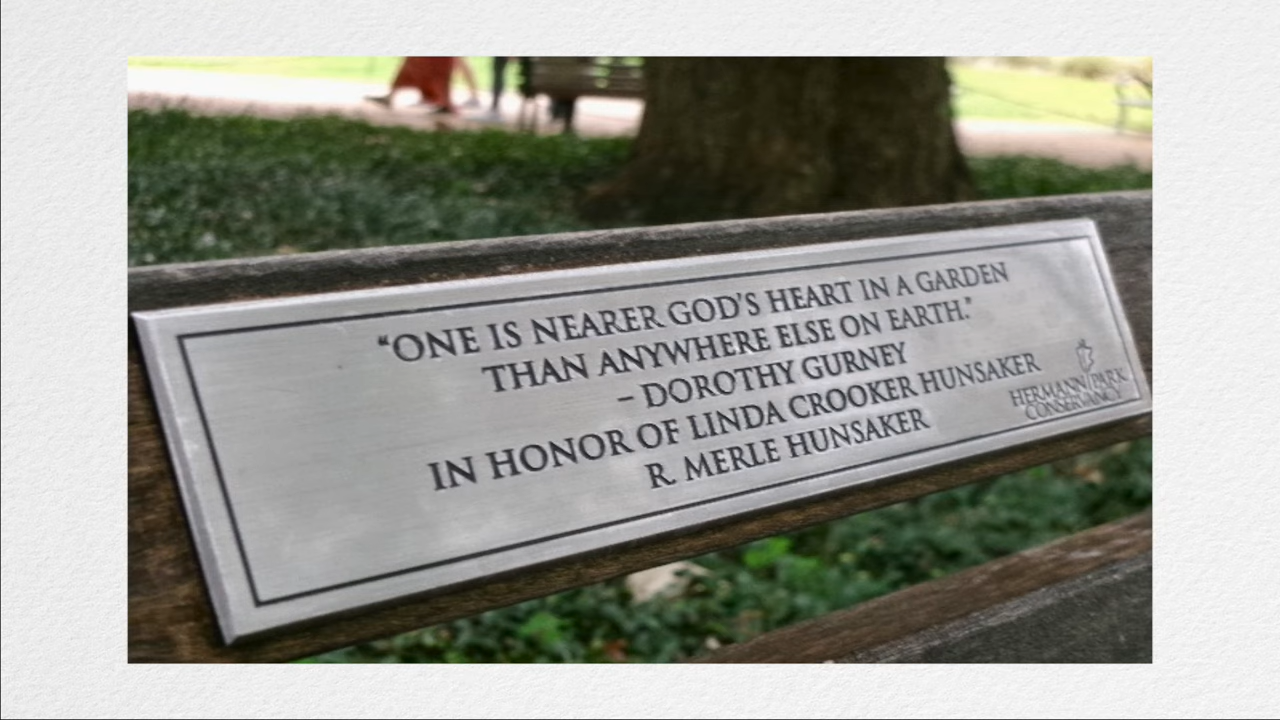 “ONE IS NEARER GOD'S HEART IN A GARDEN
THAN ANYWHERE ELSE ON EARTH.”
– DOROTHY GURNEY
IN HONOR OF LINDA CROOKER HUNSAKER
R. MERLE HUNSAKER
HERMANN PARK
CONSERVANCY